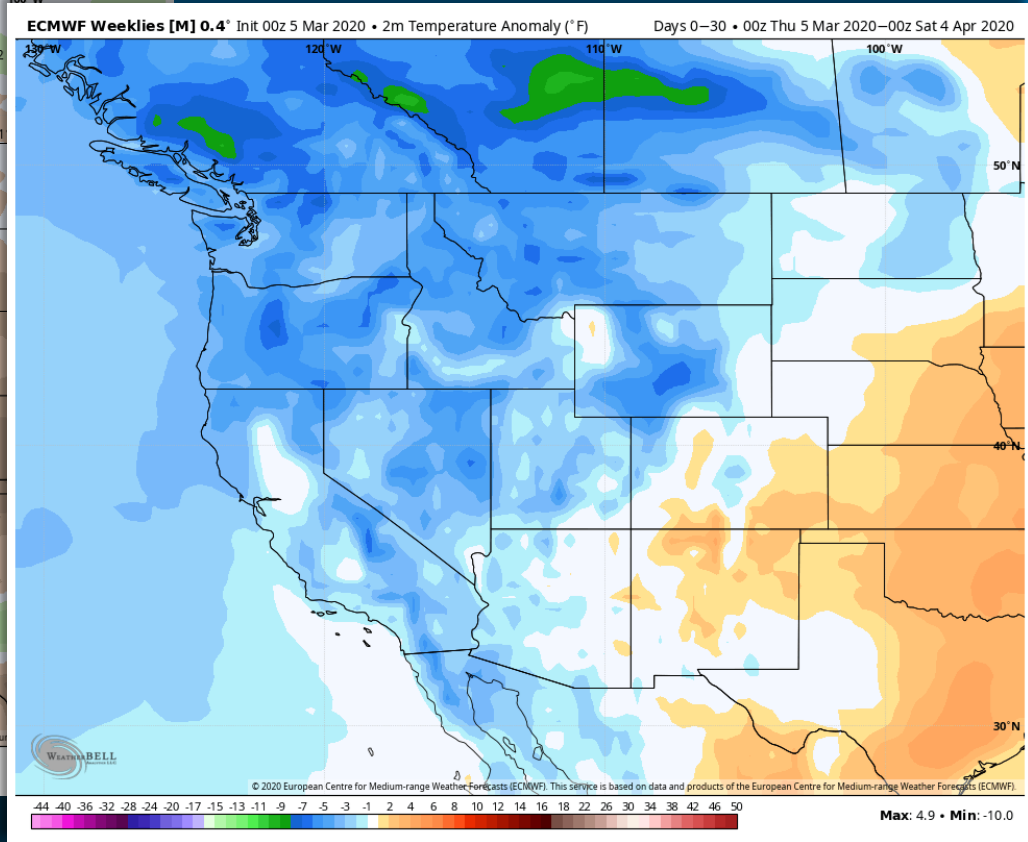 ECMWF Weeklies [M] 0.4° Init 00z 5 Mar 2020 • 2m Temperature Anomaly (°F) Days 0−30 • 00z Thu 5 Mar 2020−00z Sat 4 Apr 2020
130°W 120°W 110°W 100°W
50°N
40°N
30°N
WEATHERBELL
© 2020 European Centre for Medium-range Weather Forecasts (ECMWF). This service is based on data and products of the European Centre for Medium-range Weather Forecasts (ECMWF).
-44 -40 -36 -32 -28 -24 -20 -17 -15 -13 -11 -9 -7 -5 -3 -1 2 4 6 8 10 12 14 16 18 22 26 30 34 38 42 46 50
Max: 4.9 • Min: -10.0